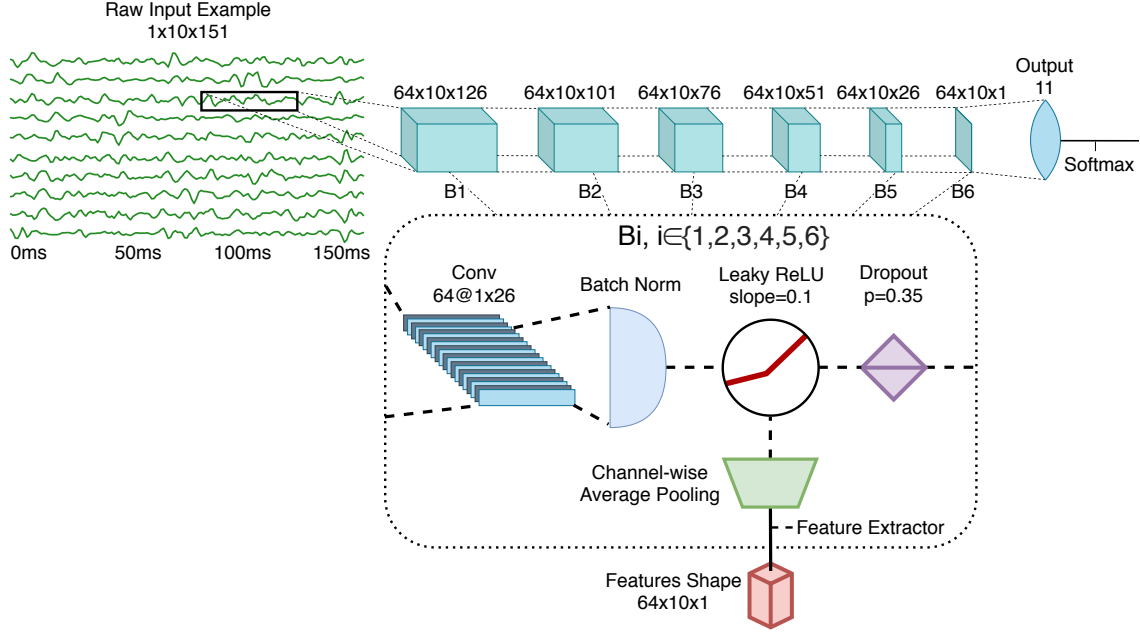 Raw Input Example
1x10x151
0ms
50ms
100ms
150ms
64x10x126
64x10x101
64x10x76
64x10x51
64x10x26
64x10x1
Output
11
Softmax
B1
B2
B3
B4
B5
B6
Bi, i∈{1,2,3,4,5,6}
Conv
64@1x26
Batch Norm
Leaky ReLU
slope=0.1
Dropout
p=0.35
Channel-wise
Average Pooling
Feature Extractor
Features Shape
64x10x1